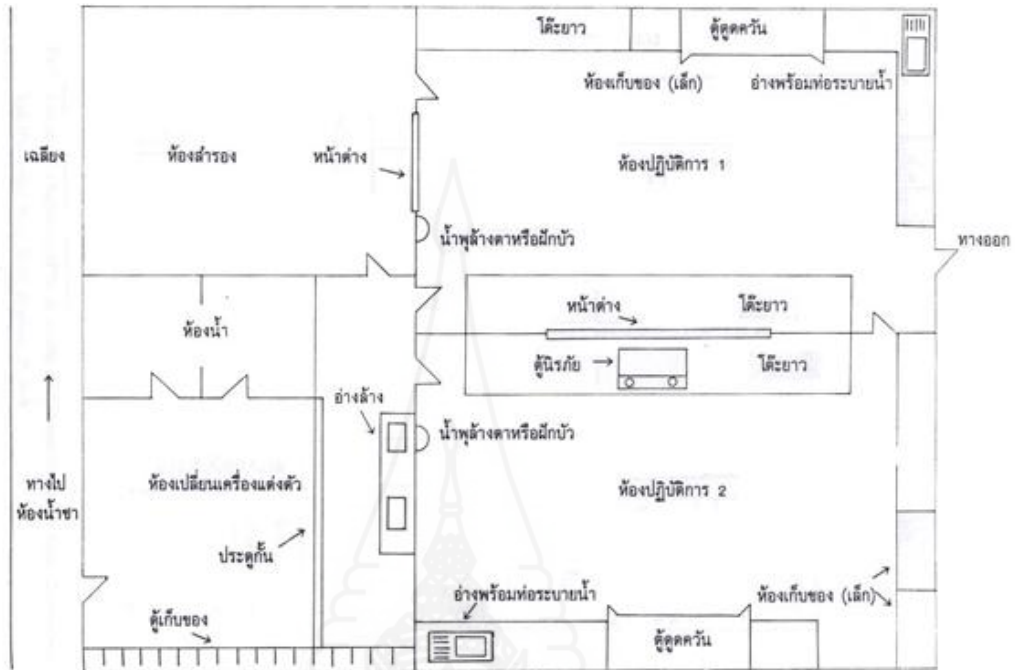 โต๊ะยาว
ตู้ดูดควัน
ห้องเก็บของ (เล็ก)
อ่างพร้อมท่อระบายน้ำ
เฉลียง
ห้องสำรอง
หน้าต่าง
ห้องปฏิบัติการ 1
น้ำพุล้างตาหรือฝักบัว
ทางออก
หน้าต่าง
โต๊ะยาว
ห้องน้ำ
ตู้นิรภัย
โต๊ะยาว
อ่างล้าง
น้ำพุล้างตาหรือฝักบัว
ทางไป
ห้องน้ำชา
ห้องเปลี่ยนเครื่องแต่งตัว
ห้องปฏิบัติการ 2
ประตูกั้น
อ่างพร้อมท่อระบายน้ำ
ห้องเก็บของ (เล็ก)
ตู้เก็บของ
ตู้ดูดควัน